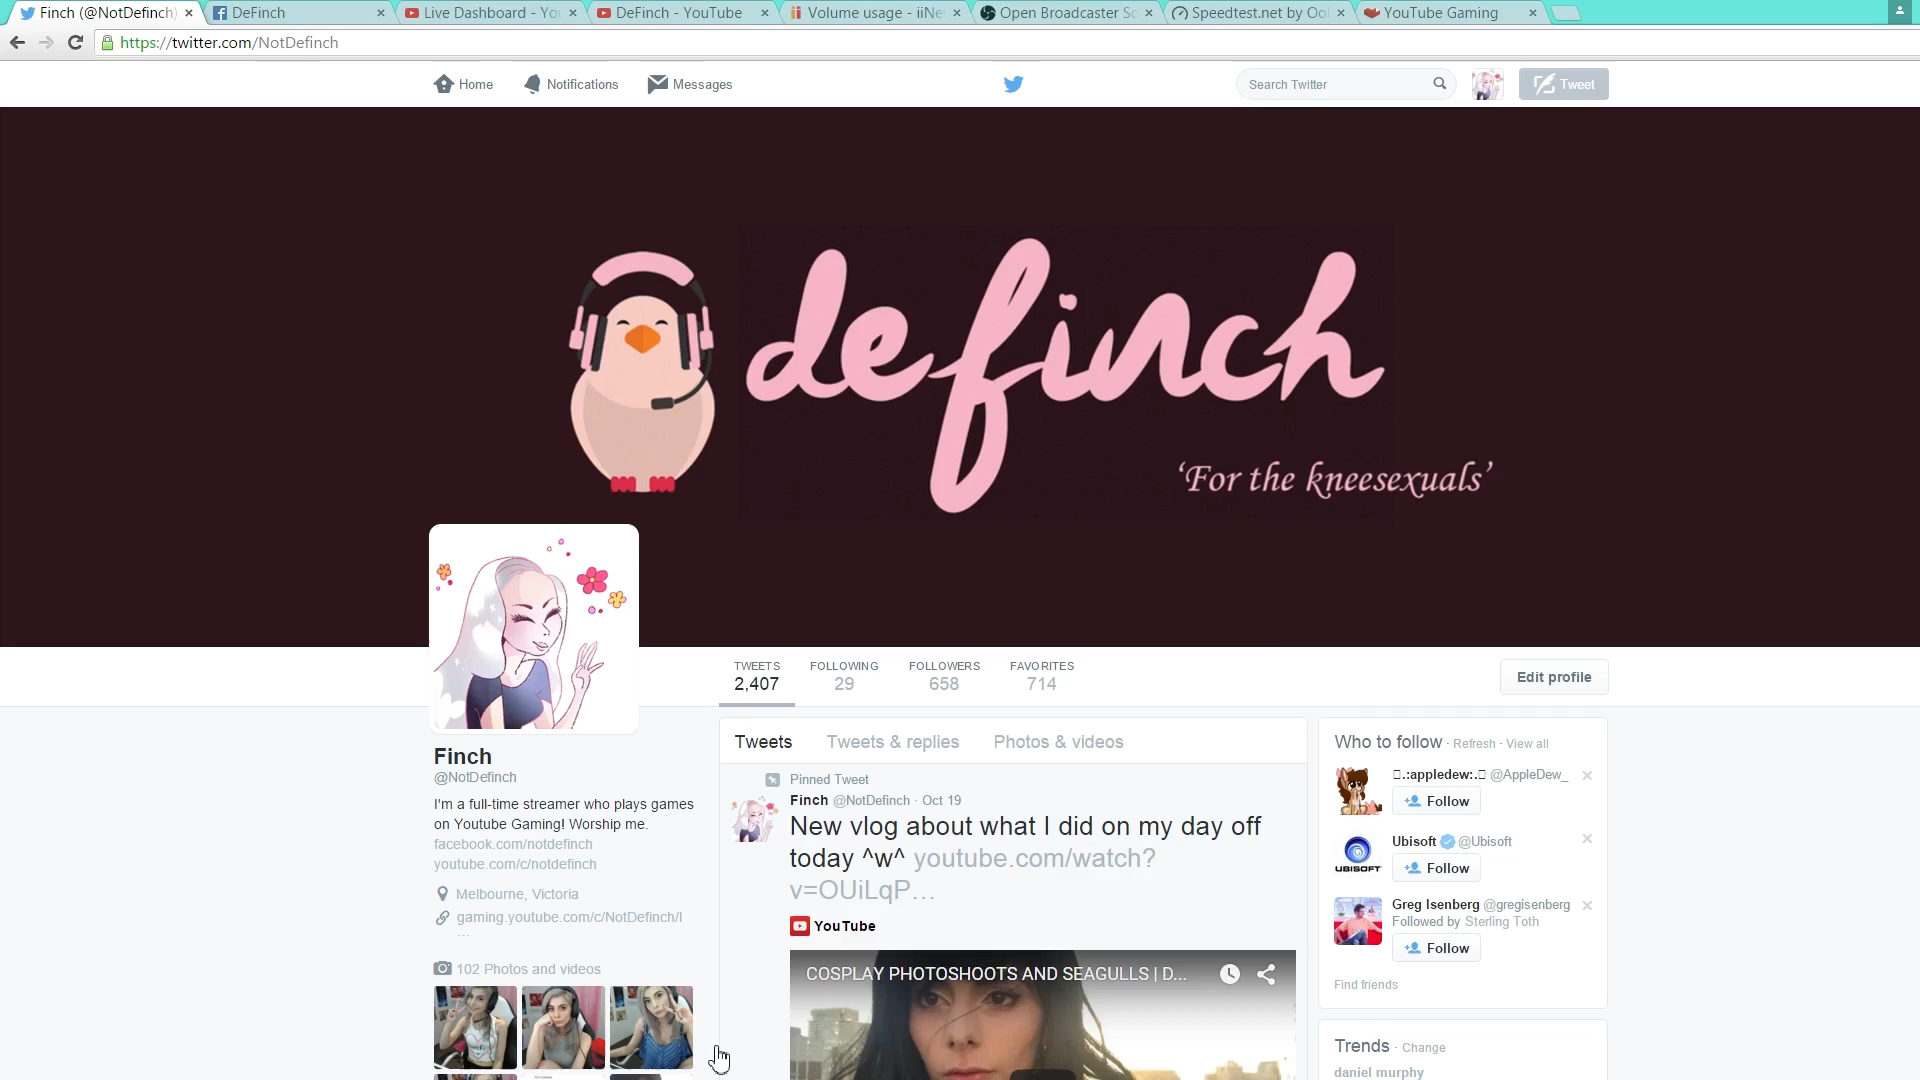 Finch (@NotDefinch)
DeFinch
Live Dashboard - You
DeFinch - YouTube
Volume usage - iiNe
Open Broadcaster So
Speedtest.net by Ool
YouTube Gaming
https://twitter.com/NotDefinch
Home
Notifications
Messages
Search Twitter
Tweet
definch
‘For the kneesexuals’
TWEETS
2,407
FOLLOWING
29
FOLLOWERS
658
FAVORITES
714
Edit profile
Finch
@NotDefinch
I'm a full-time streamer who plays games
on Youtube Gaming! Worship me.
facebook.com/notdefinch
youtube.com/c/notdefinch
Melbourne, Victoria
gaming.youtube.com/c/NotDefinch/l
…
102 Photos and videos
Tweets
Tweets & replies
Photos & videos
Pinned Tweet
Finch @NotDefinch · Oct 19
New vlog about what I did on my day off
today ^w^ youtube.com/watch?
v=OUiLqP…
YouTube
COSPLAY PHOTOSHOOTS AND SEAGULLS | D...
Who to follow · Refresh · View all
.:appledew:. @AppleDew_
Follow
UBISOFT
Ubisoft @Ubisoft
Follow
Greg Isenberg @gregisenberg
Followed by Sterling Toth
Follow
Find friends
Trends · Change
daniel murphy